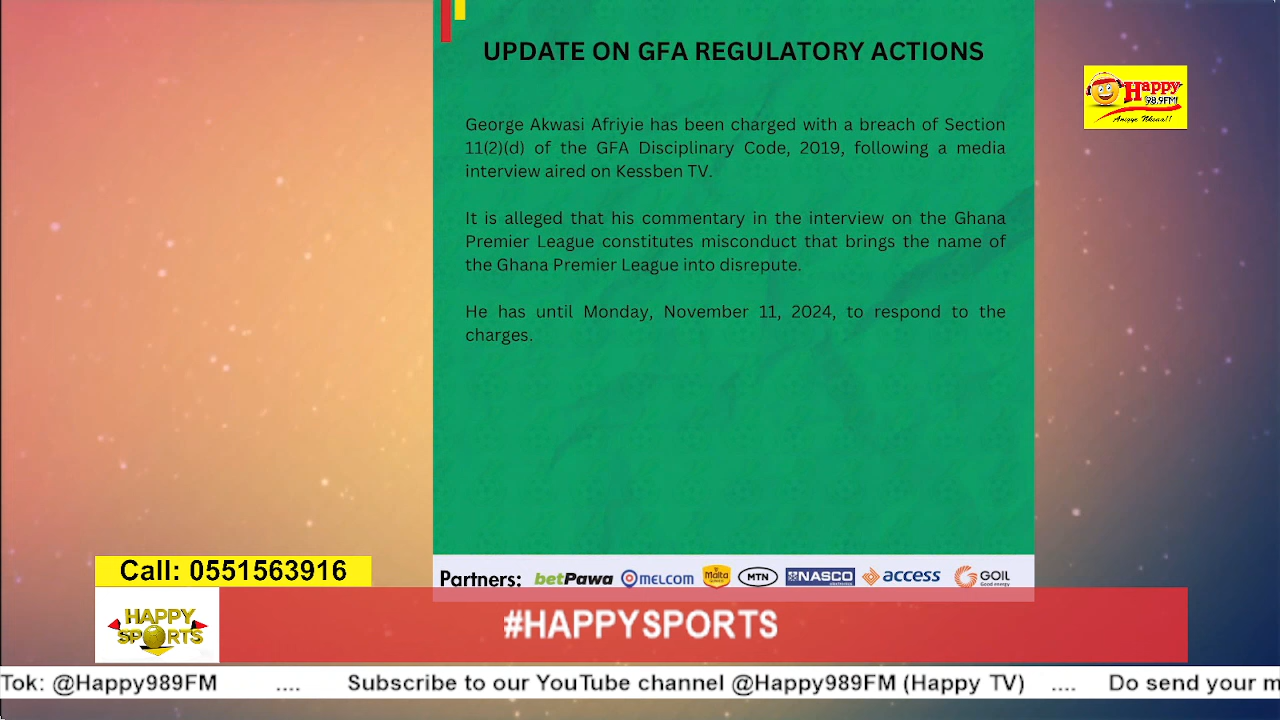 UPDATE ON GFA REGULATORY ACTIONS
Happy
98.9FM!
Anigye Nkoaa!!
George Akwasi Afriyie has been charged with a breach of Section
11(2)(d) of the GFA Disciplinary Code, 2019, following a media
interview aired on Kessben TV.
It is alleged that his commentary in the interview on the Ghana
Premier League constitutes misconduct that brings the name of
the Ghana Premier League into disrepute.
He has until Monday, November 11, 2024, to respond to the
charges.
Call: 0551563916
Partners: betPawa MELCOM Malta MTN NASCO access GOIL
Good energy
HAPPY
SPORTS
#HAPPYSPORTS
Tok: @Happy989FM .... Subscribe to our YouTube channel @Happy989FM (Happy TV) .... Do send your m